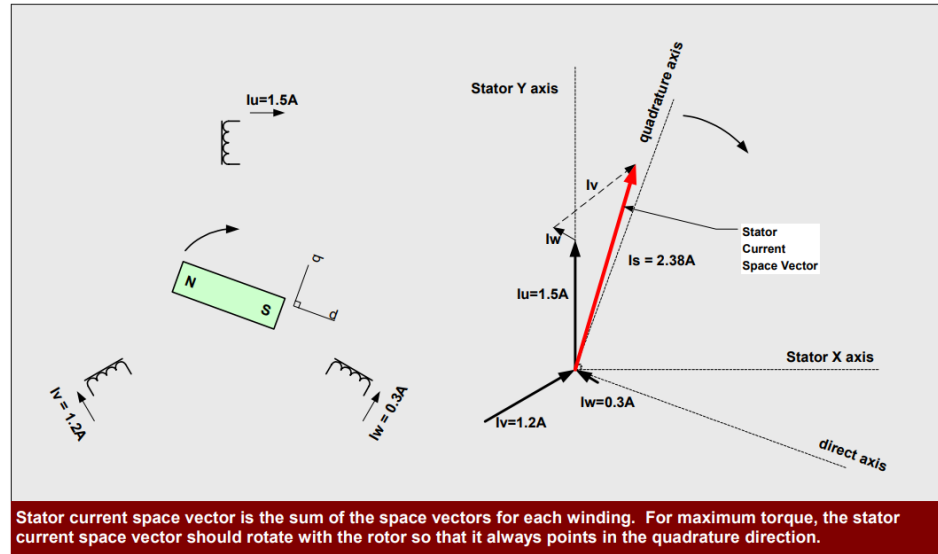 Iu=1.5A
N
S
q
d
Iv = 1.2A
Iw = 0.3A
Stator Y axis
quadrature axis
Iv
Iw
Stator
Current
Space Vector
Is = 2.38A
Iu=1.5A
Stator X axis
Iw=0.3A
Iv=1.2A
direct axis
Stator current space vector is the sum of the space vectors for each winding. For maximum torque, the stator
current space vector should rotate with the rotor so that it always points in the quadrature direction.